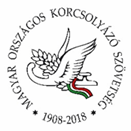 MAGYAR ORSZÁGOS KORCSOLYÁZÓ SZÖVETSÉG
* 1908-2018 *